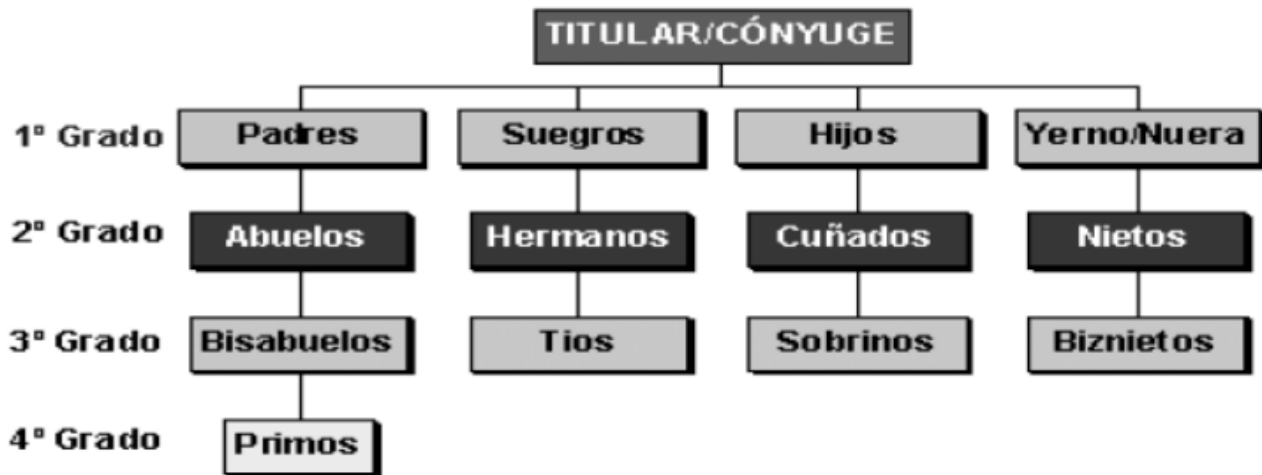 TITULAR/CÓNYUGE
1º Grado Padres Suegros Hijos Yerno/Nuera
2º Grado Abuelos Hermanos Cuñados Nietos
3º Grado Bisabuelos Tios Sobrinos Biznietos
4º Grado Primos